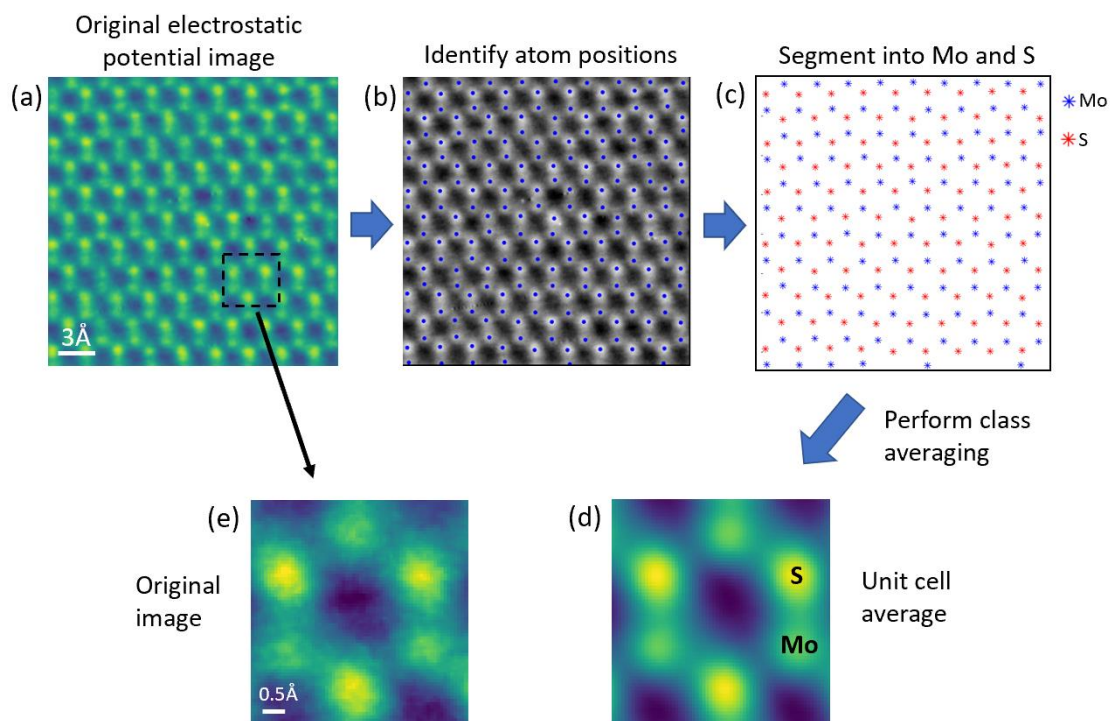 Original electrostatic
potential image
Identify atom positions
Segment into Mo and S
(a)
(b)
(c)
* Mo
* S
3Å
Perform class
averaging
(e)
(d)
Original
image
S
Mo
Unit cell
average
0.5Å